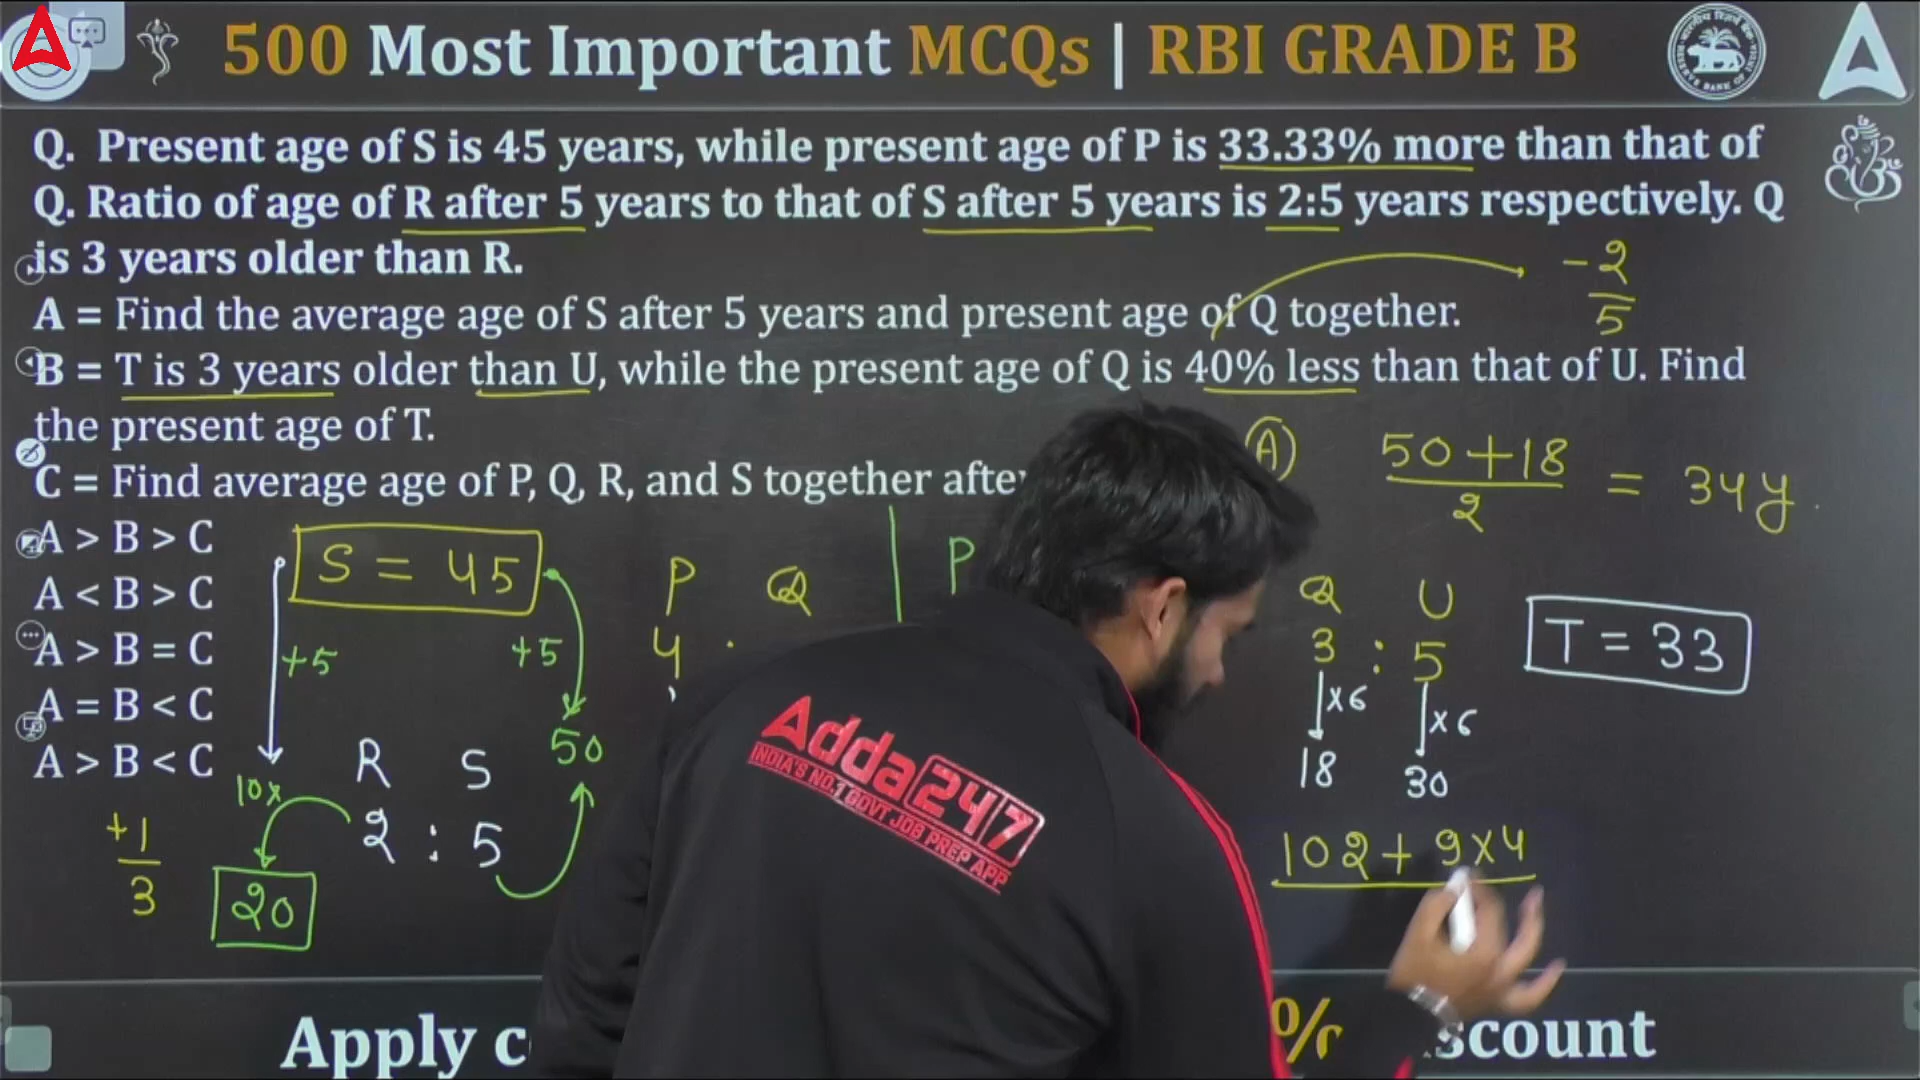 500 Most Important MCQs | RBI GRADE B
Q. Present age of S is 45 years, while present age of P is 33.33% more than that of
Q. Ratio of age of R after 5 years to that of S after 5 years is 2:5 years respectively. Q
is 3 years older than R.
A = Find the average age of S after 5 years and present age of Q together.
B = T is 3 years older than U, while the present age of Q is 40% less than that of U. Find
the present age of T.
C = Find average age of P, Q, R, and S together after
A > B > C
A < B > C
A > B = C
A = B < C
A > B < C
-2
5
A 50+18 = 34y.
2
S = 45
P Q
P
Q U
+5
+5
4
3 : 5
T = 33
×6
×6
50
18 30
R S
10x
2 : 5
+1
3
20
102 + 9×4
Adda247
INDIA'S NO.1 GOVT JOB PREP APP
Apply c
% scount